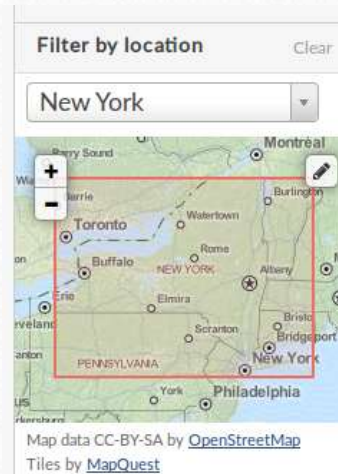 Filter by location Clear
New York
Montréal
Parry Sound
+
Burlington
−
Barrie
Watertown
Toronto
Rome
Buffalo
NEW YORK
Albany
Erie
Elmira
Scranton
Bridgeport
PENNSYLVANIA
New York
York
Philadelphia
Map data CC-BY-SA by OpenStreetMap
Tiles by MapQuest